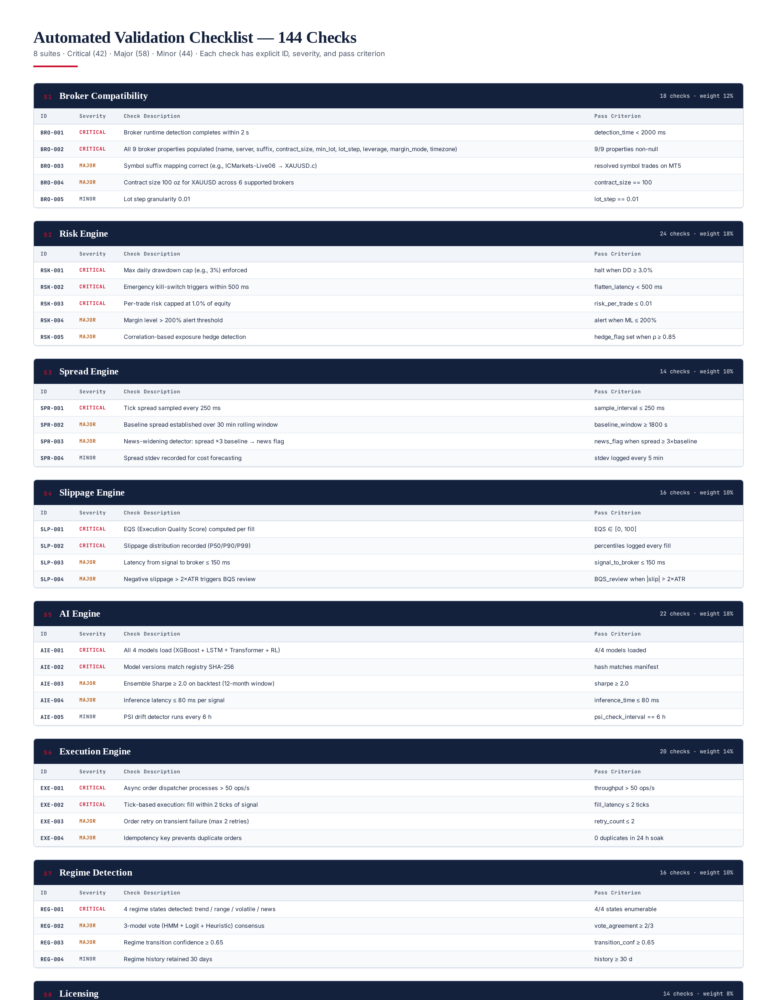 Automated Validation Checklist — 144 Checks
8 suites · Critical (42) · Major (58) · Minor (44) · Each check has explicit ID, severity, and pass criterion
S1 Broker Compatibility 18 checks · weight 12%
ID Severity Check Description Pass Criterion
BRO-001 CRITICAL Broker runtime detection completes within 2 s detection_time < 2000 ms
BRO-002 CRITICAL All 9 broker properties populated (name, server, suffix, contract_size, min_lot, lot_step, leverage, margin_mode, timezone) 9/9 properties non-null
BRO-003 MAJOR Symbol suffix mapping correct (e.g., ICMarkets-Live06 → XAUUSD.c) resolved symbol trades on MT5
BRO-004 MAJOR Contract size 100 oz for XAUUSD across 6 supported brokers contract_size == 100
BRO-005 MINOR Lot step granularity 0.01 lot_step == 0.01
S2 Risk Engine 24 checks · weight 18%
ID Severity Check Description Pass Criterion
RSK-001 CRITICAL Max daily drawdown cap (e.g., 3%) enforced halt when DD ≥ 3.0%
RSK-002 CRITICAL Emergency kill-switch triggers within 500 ms flatten_latency < 500 ms
RSK-003 CRITICAL Per-trade risk capped at 1.0% of equity risk_per_trade ≤ 0.01
RSK-004 MAJOR Margin level > 200% alert threshold alert when ML ≤ 200%
RSK-005 MAJOR Correlation-based exposure hedge detection hedge_flag set when ρ ≥ 0.85
S3 Spread Engine 14 checks · weight 10%
ID Severity Check Description Pass Criterion
SPR-001 CRITICAL Tick spread sampled every 250 ms sample_interval ≤ 250 ms
SPR-002 MAJOR Baseline spread established over 30 min rolling window baseline_window ≥ 1800 s
SPR-003 MAJOR News-widening detector: spread ×3 baseline → news flag news_flag when spread ≥ 3×baseline
SPR-004 MINOR Spread stdev recorded for cost forecasting stdev logged every 5 min
S4 Slippage Engine 16 checks · weight 10%
ID Severity Check Description Pass Criterion
SLP-001 CRITICAL EQS (Execution Quality Score) computed per fill EQS ∈ [0, 100]
SLP-002 CRITICAL Slippage distribution recorded (P50/P90/P99) percentiles logged every fill
SLP-003 MAJOR Latency from signal to broker ≤ 150 ms signal_to_broker ≤ 150 ms
SLP-004 MAJOR Negative slippage > 2×ATR triggers BQS review BQS_review when |slip| > 2×ATR
S5 AI Engine 22 checks · weight 18%
ID Severity Check Description Pass Criterion
AIE-001 CRITICAL All 4 models load (XGBoost + LSTM + Transformer + RL) 4/4 models loaded
AIE-002 CRITICAL Model versions match registry SHA-256 hash matches manifest
AIE-003 MAJOR Ensemble Sharpe ≥ 2.0 on backtest (12-month window) sharpe ≥ 2.0
AIE-004 MAJOR Inference latency ≤ 80 ms per signal inference_time ≤ 80 ms
AIE-005 MINOR PSI drift detector runs every 6 h psi_check_interval == 6 h
S6 Execution Engine 20 checks · weight 14%
ID Severity Check Description Pass Criterion
EXE-001 CRITICAL Async order dispatcher processes > 50 ops/s throughput > 50 ops/s
EXE-002 CRITICAL Tick-based execution: fill within 2 ticks of signal fill_latency ≤ 2 ticks
EXE-003 MAJOR Order retry on transient failure (max 2 retries) retry_count ≤ 2
EXE-004 MAJOR Idempotency key prevents duplicate orders 0 duplicates in 24 h soak
S7 Regime Detection 16 checks · weight 10%
ID Severity Check Description Pass Criterion
REG-001 CRITICAL 4 regime states detected: trend / range / volatile / news 4/4 states enumerable
REG-002 MAJOR 3-model vote (HMM + Logit + Heuristic) consensus vote_agreement ≥ 2/3
REG-003 MAJOR Regime transition confidence ≥ 0.65 transition_conf ≥ 0.65
REG-004 MINOR Regime history retained 30 days history ≥ 30 d
S8 Licensing 14 checks · weight 8%